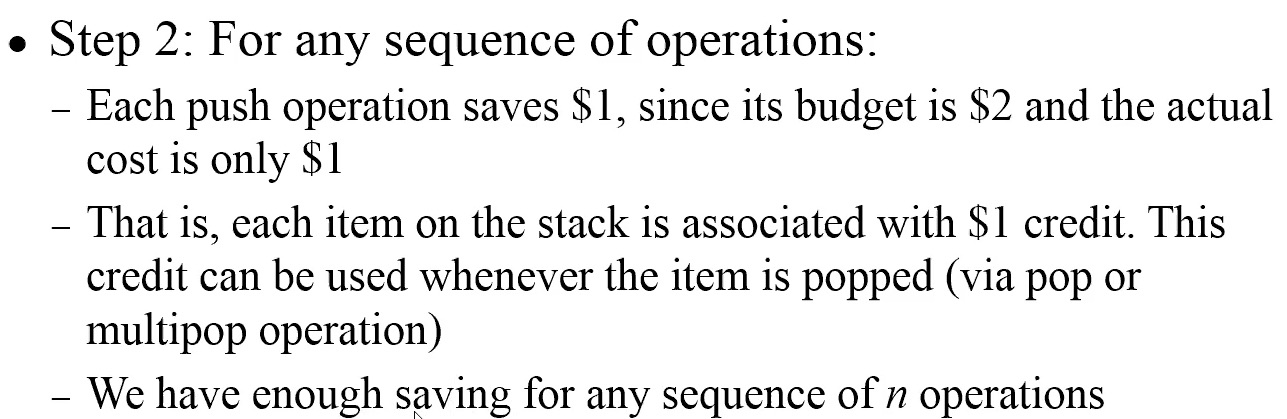 • Step 2: For any sequence of operations:
– Each push operation saves $1, since its budget is $2 and the actual
cost is only $1
– That is, each item on the stack is associated with $1 credit. This
credit can be used whenever the item is popped (via pop or
multipop operation)
– We have enough saving for any sequence of n operations